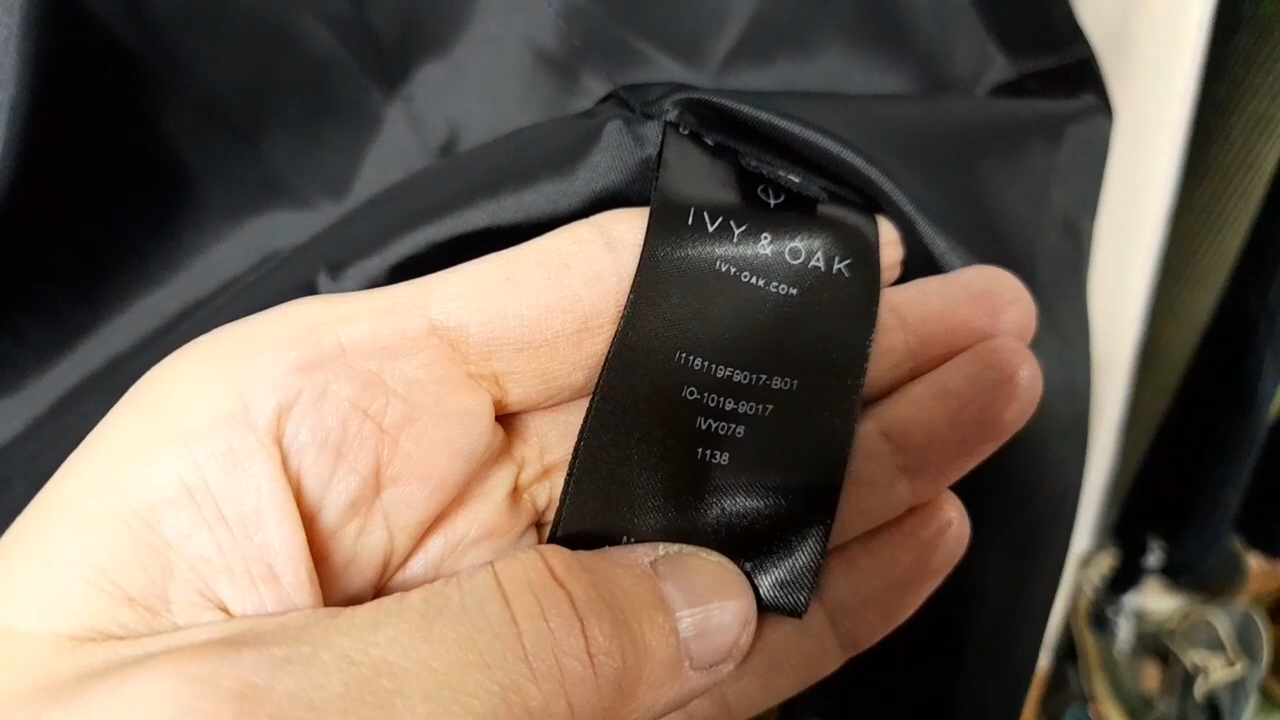 IVY & OAK
IVY-OAK.COM
I116119F9017-B01
IO-1019-9017
IVY076
1138